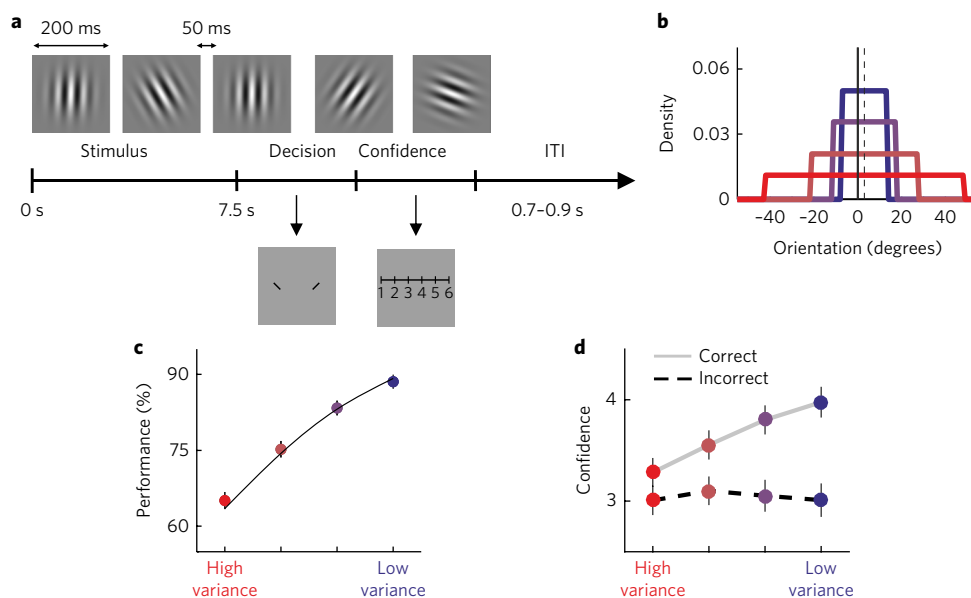 a
200 ms
50 ms
Stimulus
Decision
Confidence
ITI
0 s
7.5 s
0.7–0.9 s
1 2 3 4 5 6
b
Density
0.06
0.03
0
–40 –20 0 20 40
Orientation (degrees)
c
Performance (%)
90
75
60
High
variance
Low
variance
d
Correct
Incorrect
Confidence
4
3
High
variance
Low
variance